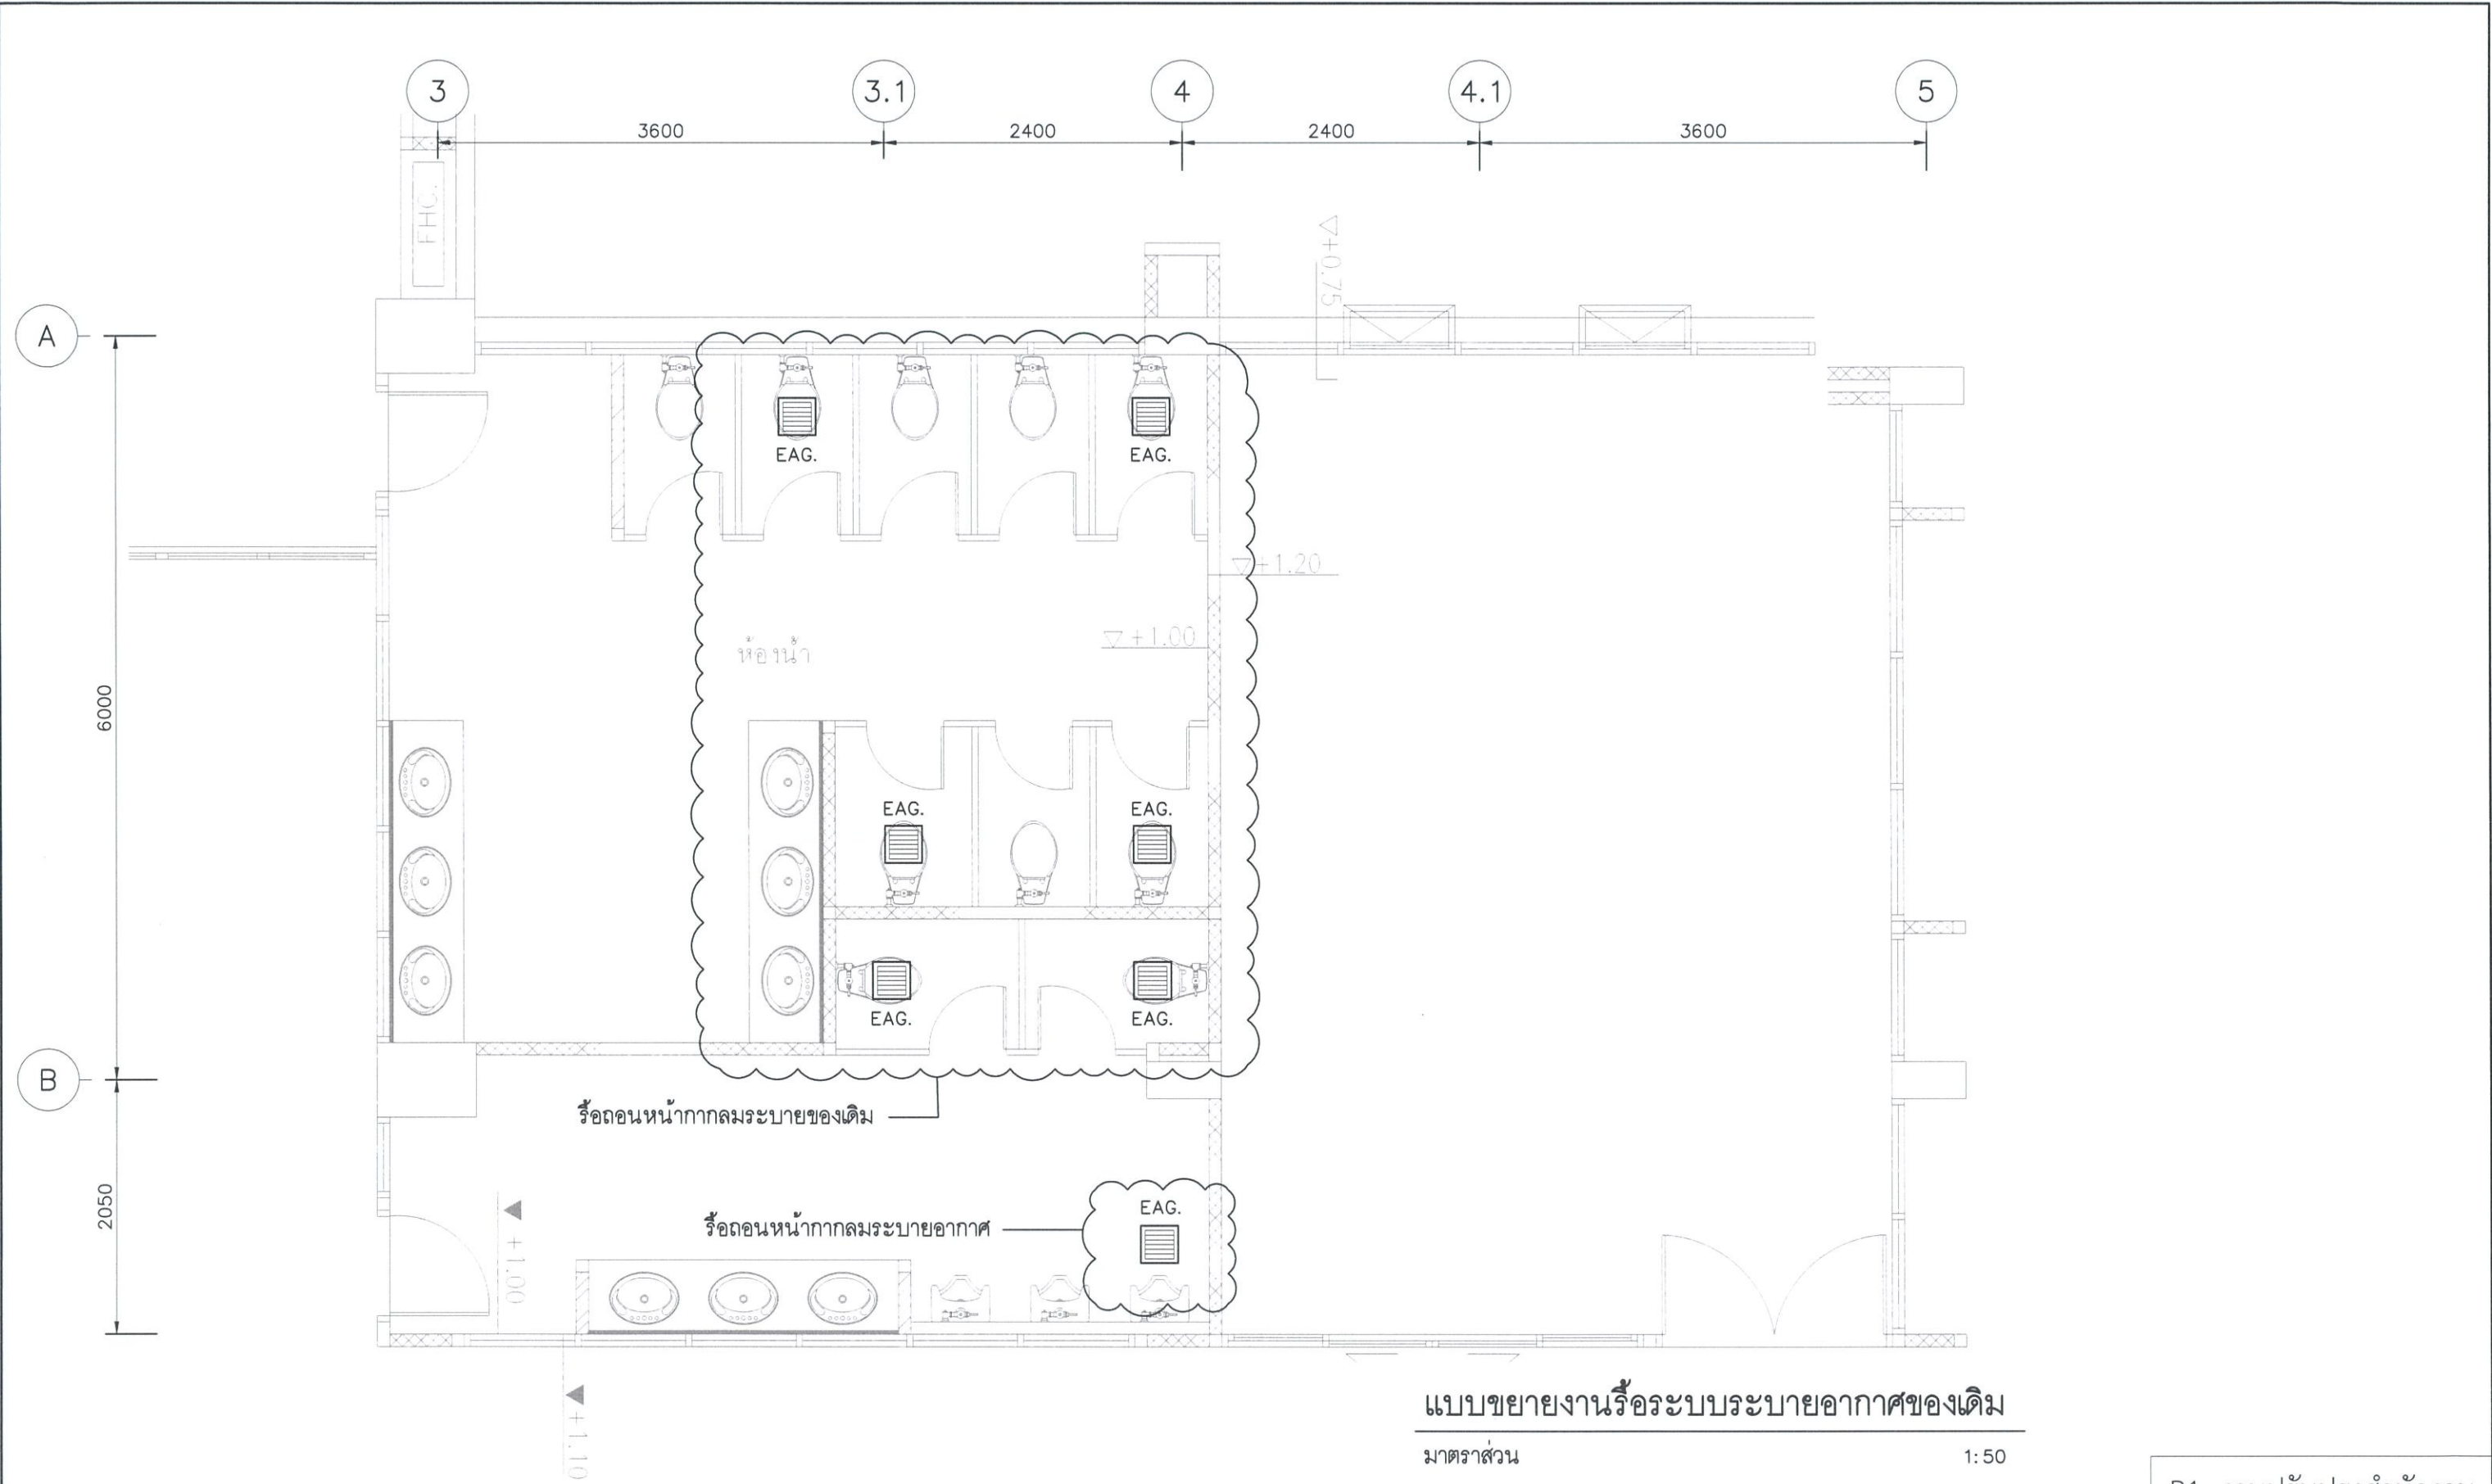 3 3.1 4 4.1 5
3600 2400 2400 3600
FHC.
+0.75
A
EAG. EAG.
+1.20
+1.00
ห้องน้ำ
6000
EAG. EAG.
EAG. EAG.
B
รื้อถอนหน้ากากลมระบายของเดิม
2050
EAG.
รื้อถอนหน้ากากลมระบายอากาศ
+1.00
+1.10
แบบขยายงานรื้อระบบระบายอากาศของเดิม
มาตราส่วน 1:50